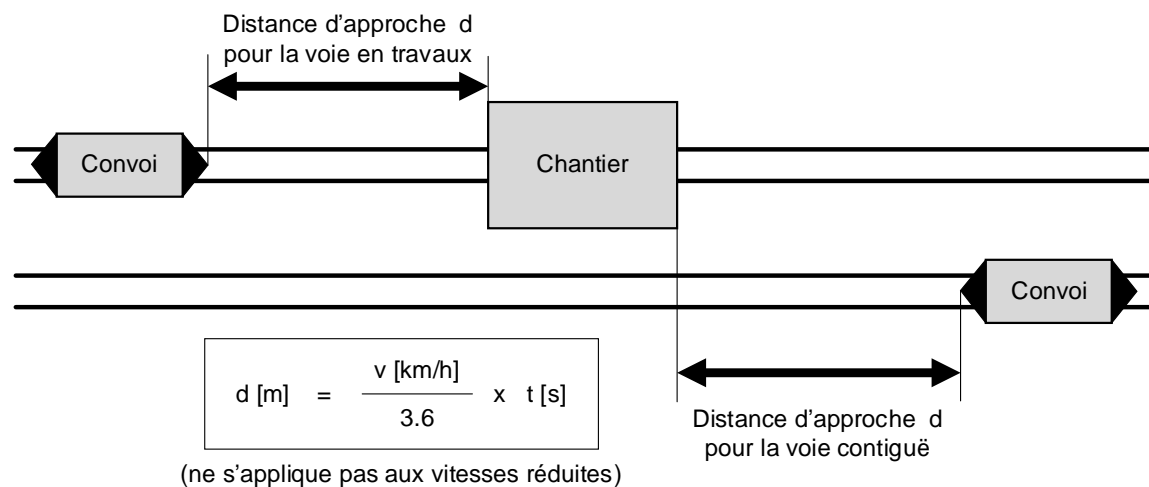 Distance d'approche d
pour la voie en travaux
Convoi
Chantier
Convoi
d [m] = v [km/h] / 3.6 x t [s]
(ne s'applique pas aux vitesses réduites)
Distance d'approche d
pour la voie contiguë